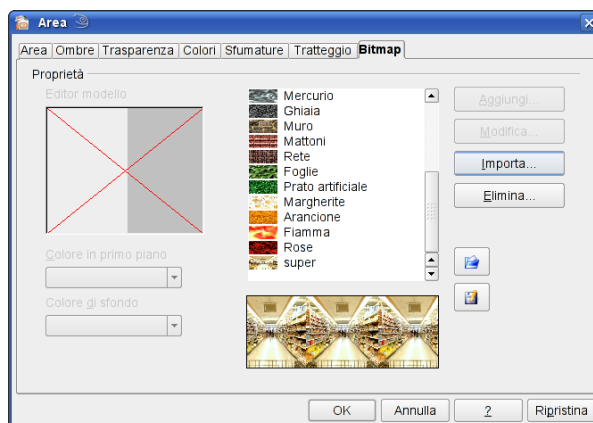 Area
Area Ombre Trasparenza Colori Sfumature Tratteggio Bitmap
Proprietà
Editor modello
Colore in primo piano
Colore di sfondo
Mercurio
Ghiaia
Muro
Mattoni
Rete
Foglie
Prato artificiale
Margherite
Arancione
Fiamma
Rose
super
Aggiungi...
Modifica...
Importa...
Elimina...
OK Annulla ? Ripristina